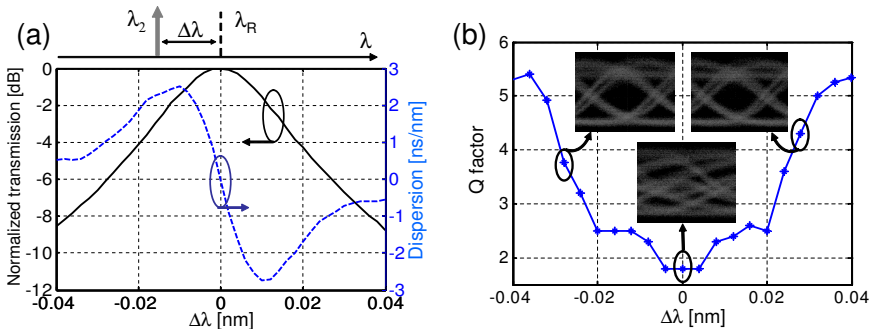 (a)
λ2
Δλ
λR
λ
Normalized transmission [dB]
0
-2
-4
-6
-8
-10
-12
3
2
1
0
-1
-2
-3
Dispersion [ns/nm]
-0.04
-0.02
0
0.02
0.04
Δλ [nm]
(b)
Q factor
6
5
4
3
2
-0.04
-0.02
0
0.02
0.04
Δλ [nm]